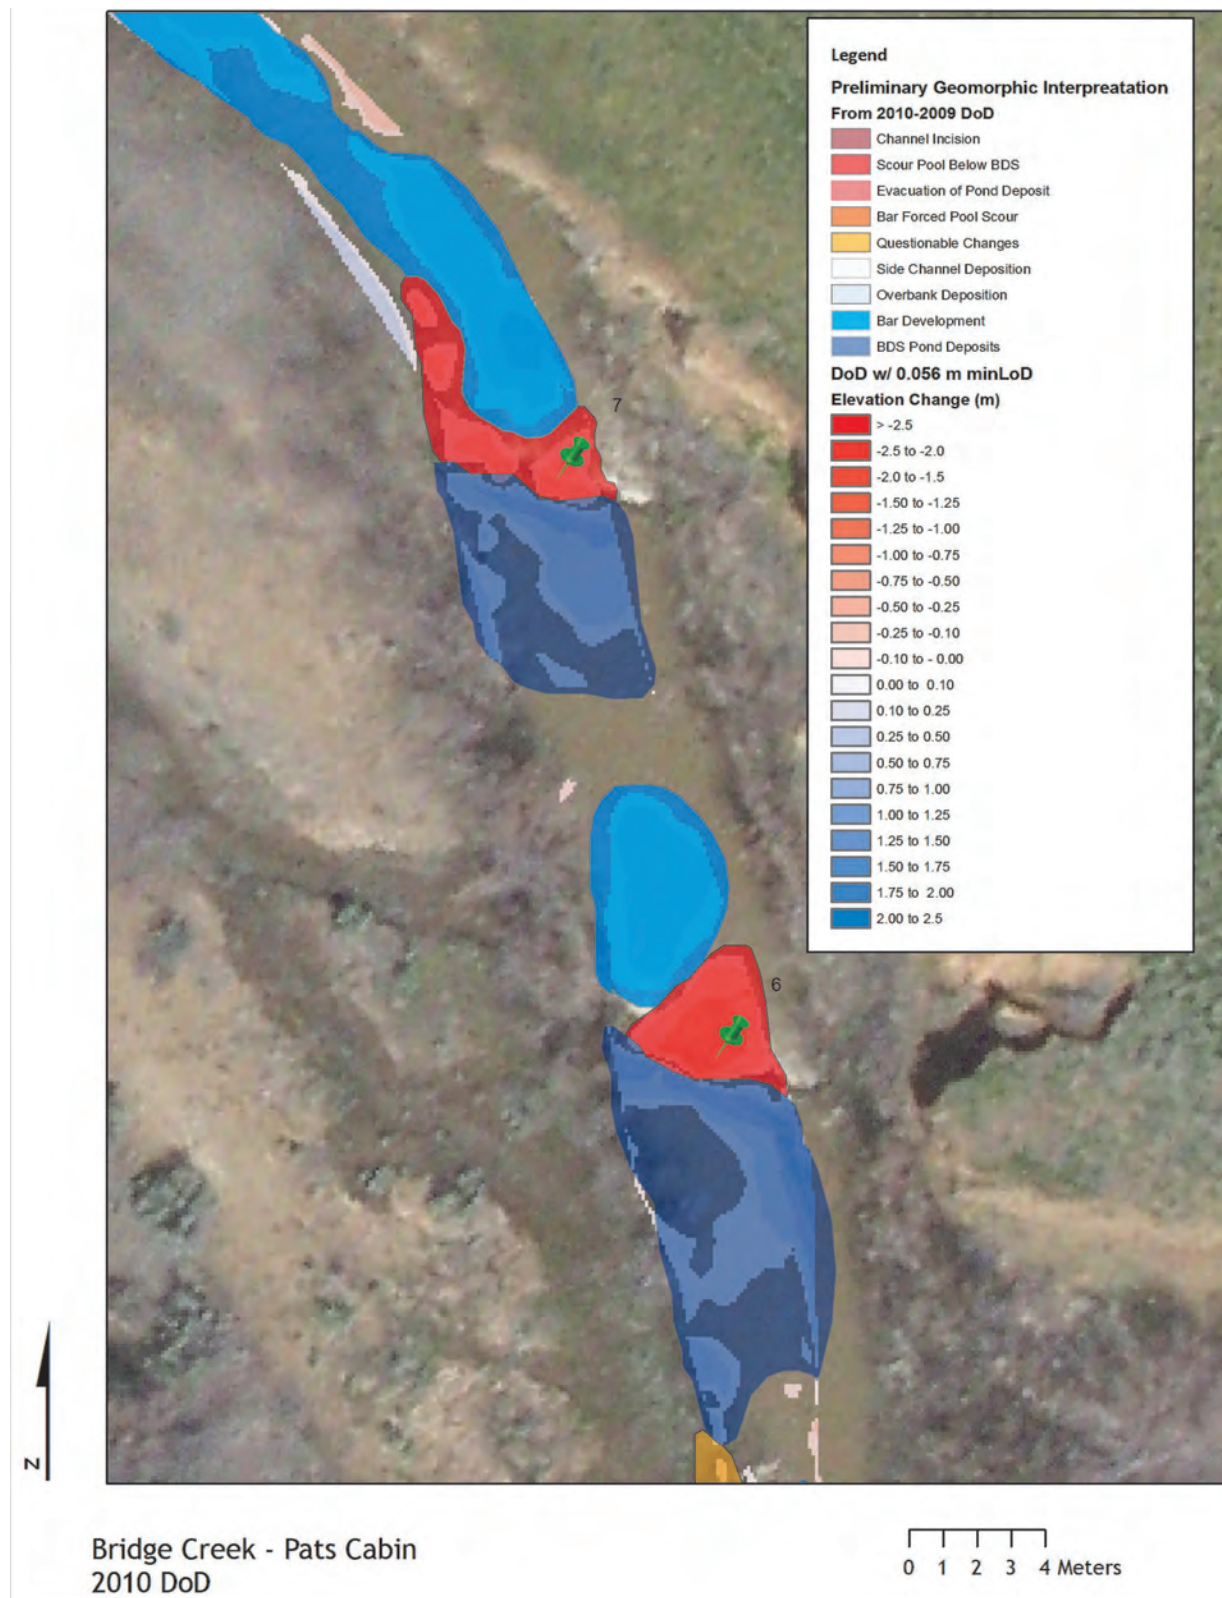 Legend
Preliminary Geomorphic Interpreatation
From 2010-2009 DoD
Channel Incision
Scour Pool Below BDS
Evacuation of Pond Deposit
Bar Forced Pool Scour
Questionable Changes
Side Channel Deposition
Overbank Deposition
Bar Development
BDS Pond Deposits
DoD w/ 0.056 m minLoD
Elevation Change (m)
> -2.5
-2.5 to -2.0
-2.0 to -1.5
-1.50 to -1.25
-1.25 to -1.00
-1.00 to -0.75
-0.75 to -0.50
-0.50 to -0.25
-0.25 to -0.10
-0.10 to - 0.00
0.00 to 0.10
0.10 to 0.25
0.25 to 0.50
0.50 to 0.75
0.75 to 1.00
1.00 to 1.25
1.25 to 1.50
1.50 to 1.75
1.75 to 2.00
2.00 to 2.5
7
6
N
Bridge Creek - Pats Cabin
2010 DoD
0 1 2 3 4 Meters